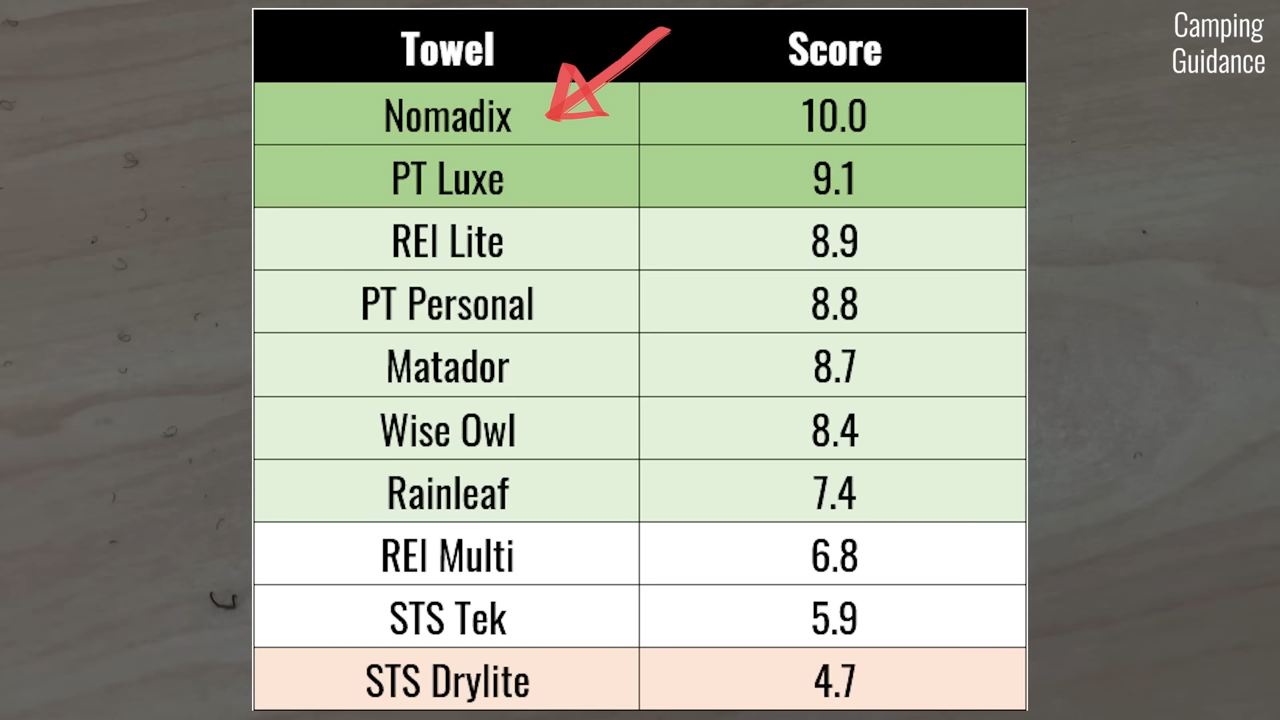 Camping
Guidance
Towel Score
Nomadix 10.0
PT Luxe 9.1
REI Lite 8.9
PT Personal 8.8
Matador 8.7
Wise Owl 8.4
Rainleaf 7.4
REI Multi 6.8
STS Tek 5.9
STS Drylite 4.7